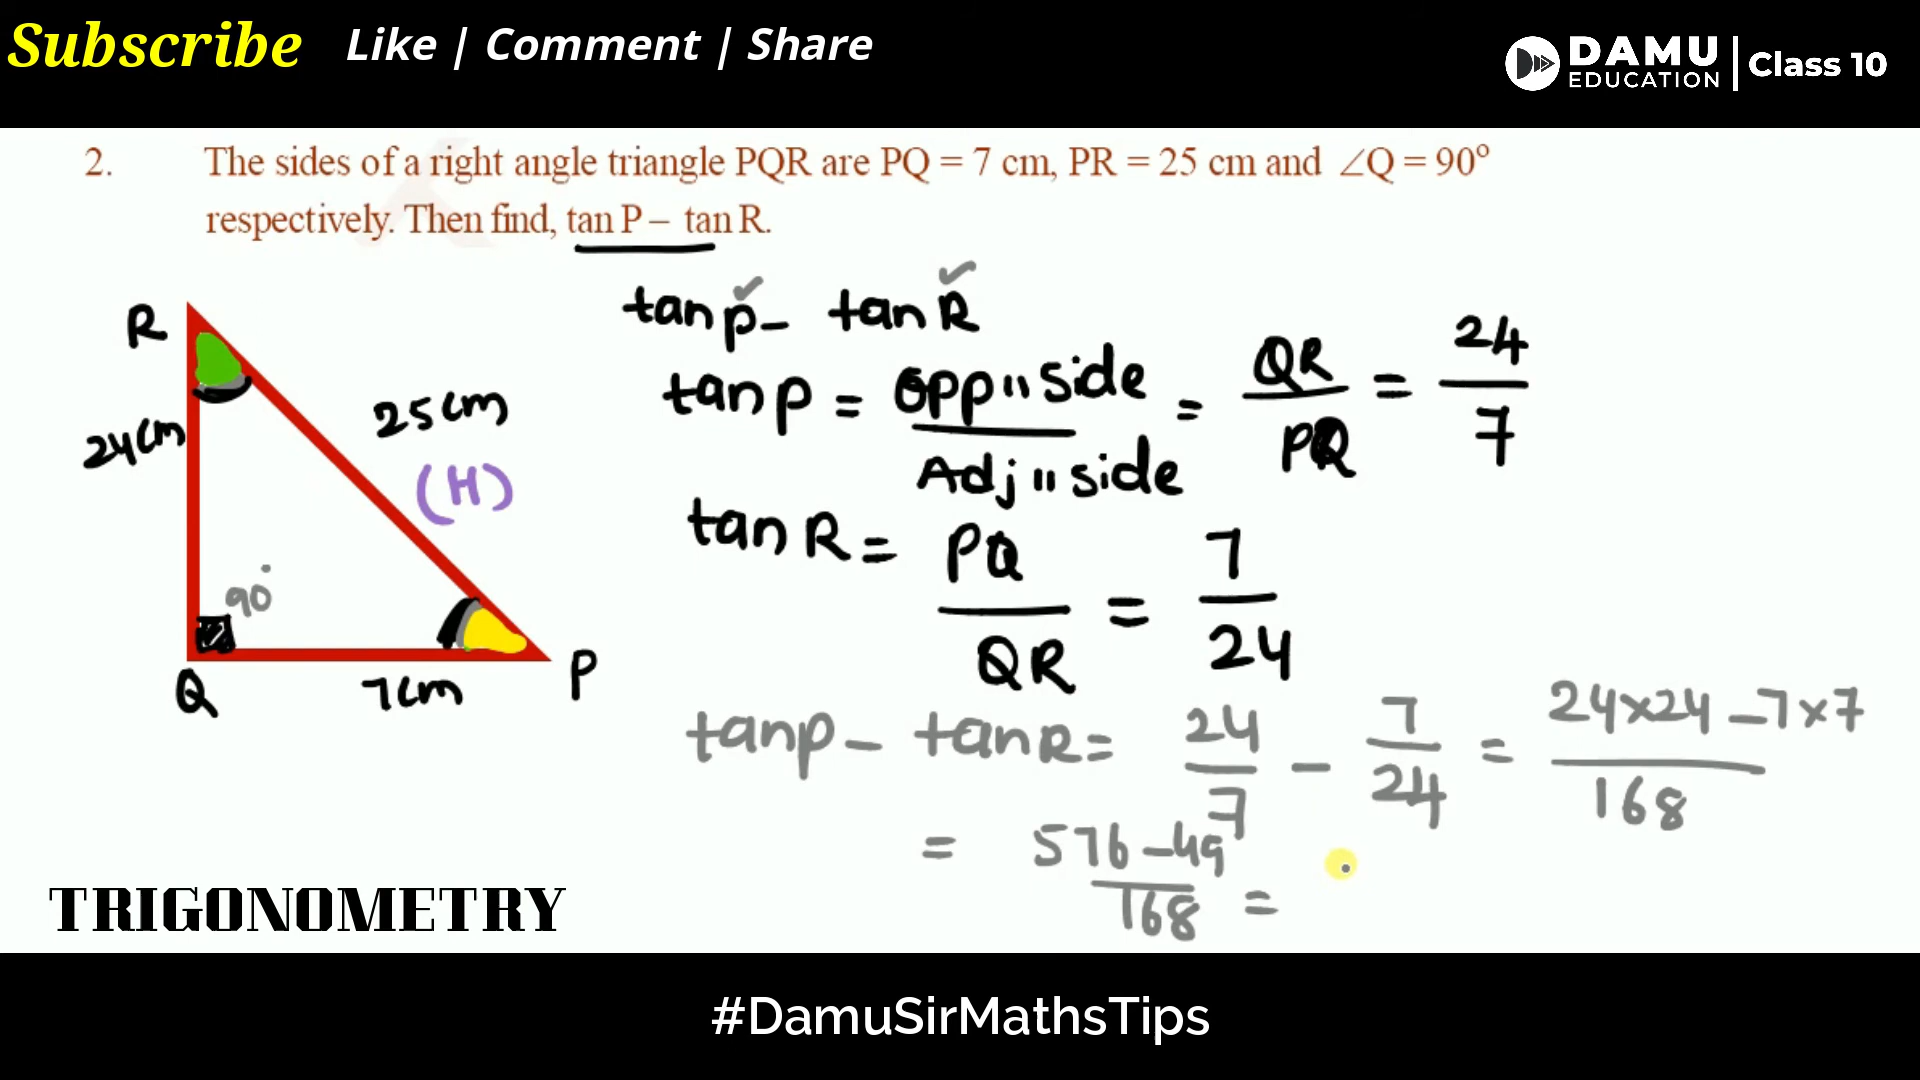 Subscribe Like | Comment | Share
DAMU EDUCATION | Class 10
2. The sides of a right angle triangle PQR are PQ = 7 cm, PR = 25 cm and ∠Q = 90°
respectively. Then find, tan P – tan R.
tan P - tan R
tan P = opp'' side / Adj'' side = QR / PQ = 24 / 7
tan R = PQ / QR = 7 / 24
tan P - tan R = 24 / 7 - 7 / 24 = 24×24 - 7×7 / 168
= 576 - 49 / 168 =
R
24cm
25cm
(H)
90°
Q
7cm
P
TRIGONOMETRY
#DamuSirMathsTips